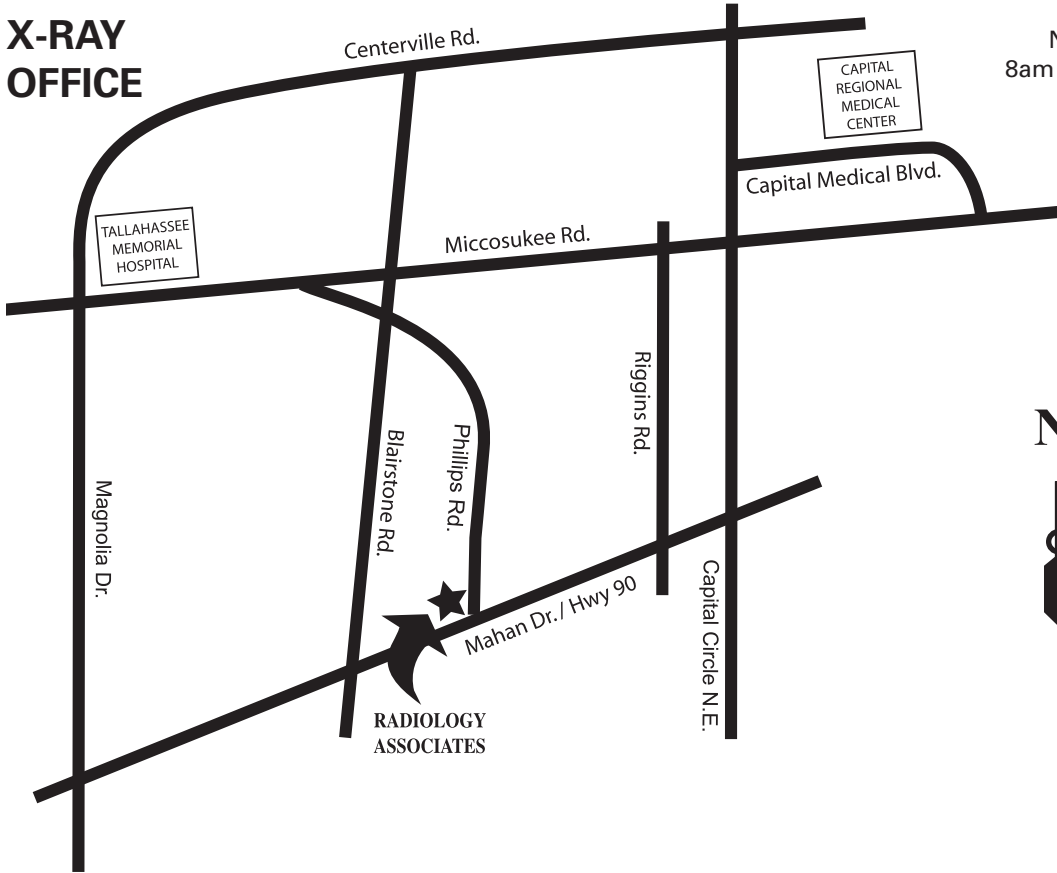 X-RAY
OFFICE
Centerville Rd.
8am
CAPITAL
REGIONAL
MEDICAL
CENTER
Capital Medical Blvd.
TALLAHASSEE
MEMORIAL
HOSPITAL
Miccosukee Rd.
Riggins Rd.
Blairstone Rd.
Phillips Rd.
Magnolia Dr.
Mahan Dr./ Hwy 90
Capital Circle N.E.
RADIOLOGY
ASSOCIATES